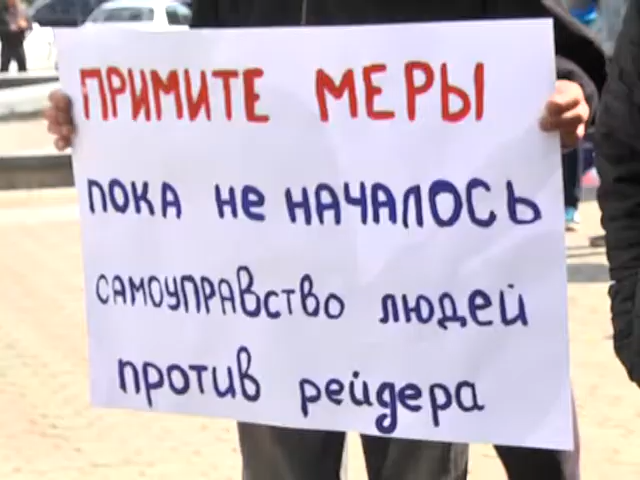 ПРИМИТЕ МЕРЫ
ПОКА НЕ НАЧАЛОСЬ
САМОУПРАВСТВО ЛЮДЕЙ
ПРОТИВ РЕЙДЕРА